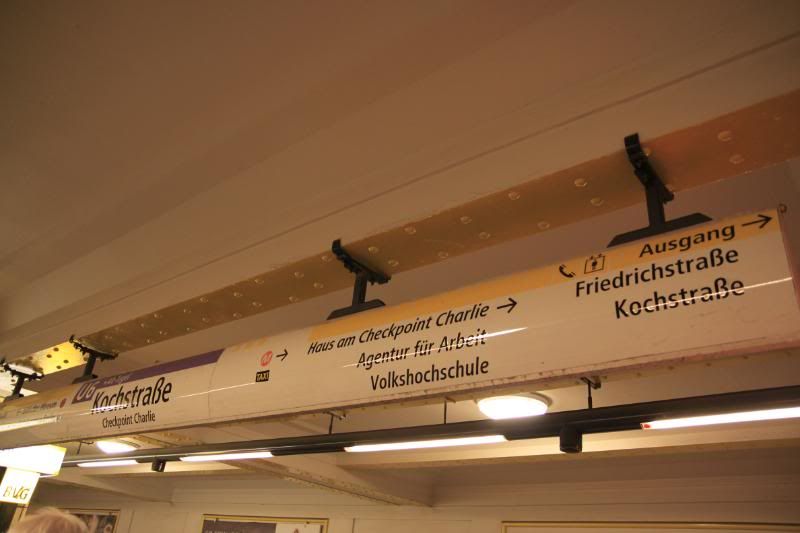 U6
Kochstraße
Checkpoint Charlie
TAXI
Haus am Checkpoint Charlie →
Agentur für Arbeit
Volkshochschule
Ausgang →
Friedrichstraße
Kochstraße
BVG